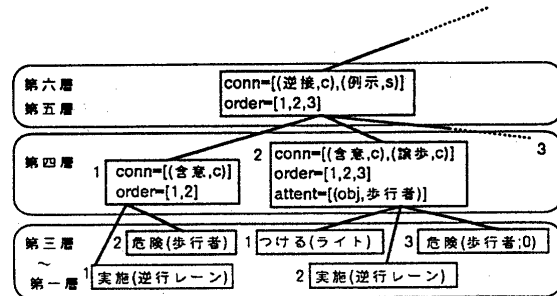 第六層
第五層
conn=[(逆接,c),(例示,s)]
order=[1,2,3]
第四層
1
conn=[(含意,c)]
order=[1,2]
2
conn=[(含意,c),(譲歩,c)]
order=[1,2,3]
attent=[(obj,歩行者)]
3
第三層
~
第一層
2 危険(歩行者)
1 つける(ライト)
3 危険(歩行者;0)
1 実施(逆行レーン)
2 実施(逆行レーン)